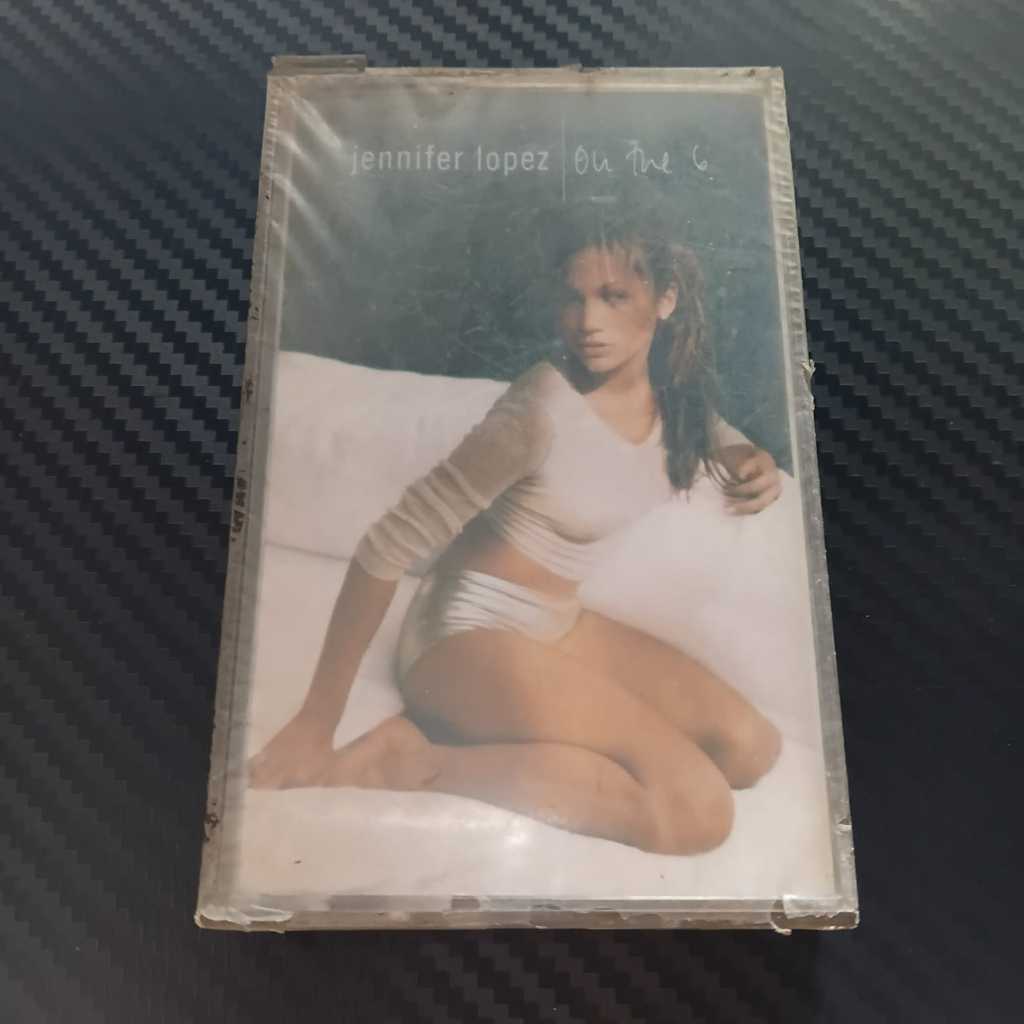 jennifer lopez | On The 6